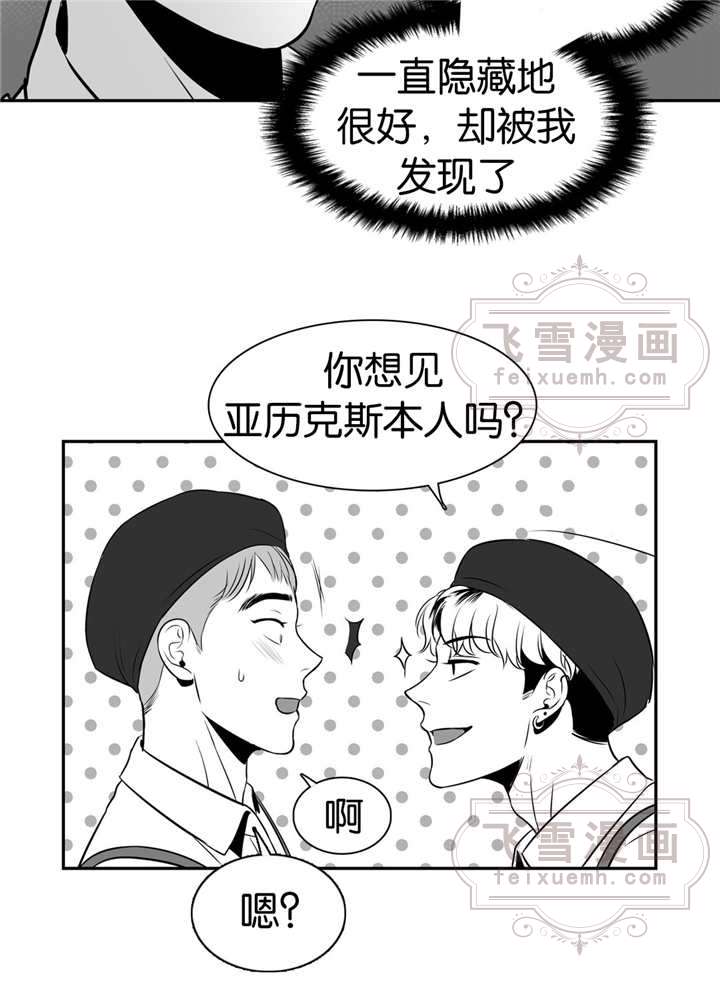 一直隐藏地
很好，却被我
发现了
飞雪漫画
feixuemh.com
你想见
亚历克斯本人吗?
啊
嗯?
飞雪漫画
feixuemh.com